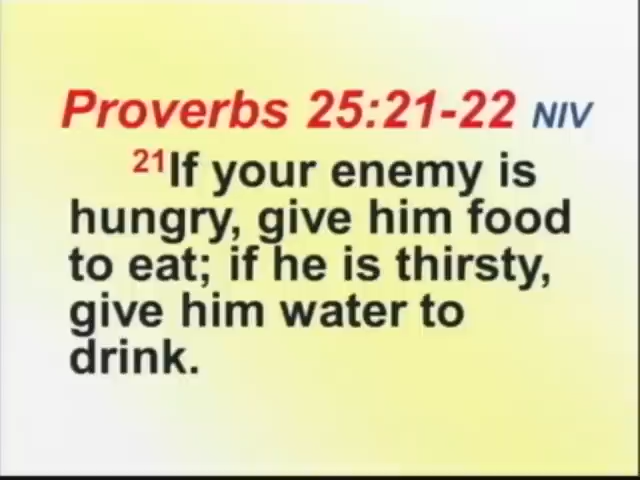 Proverbs 25:21-22 NIV
21If your enemy is
hungry, give him food
to eat; if he is thirsty,
give him water to
drink.